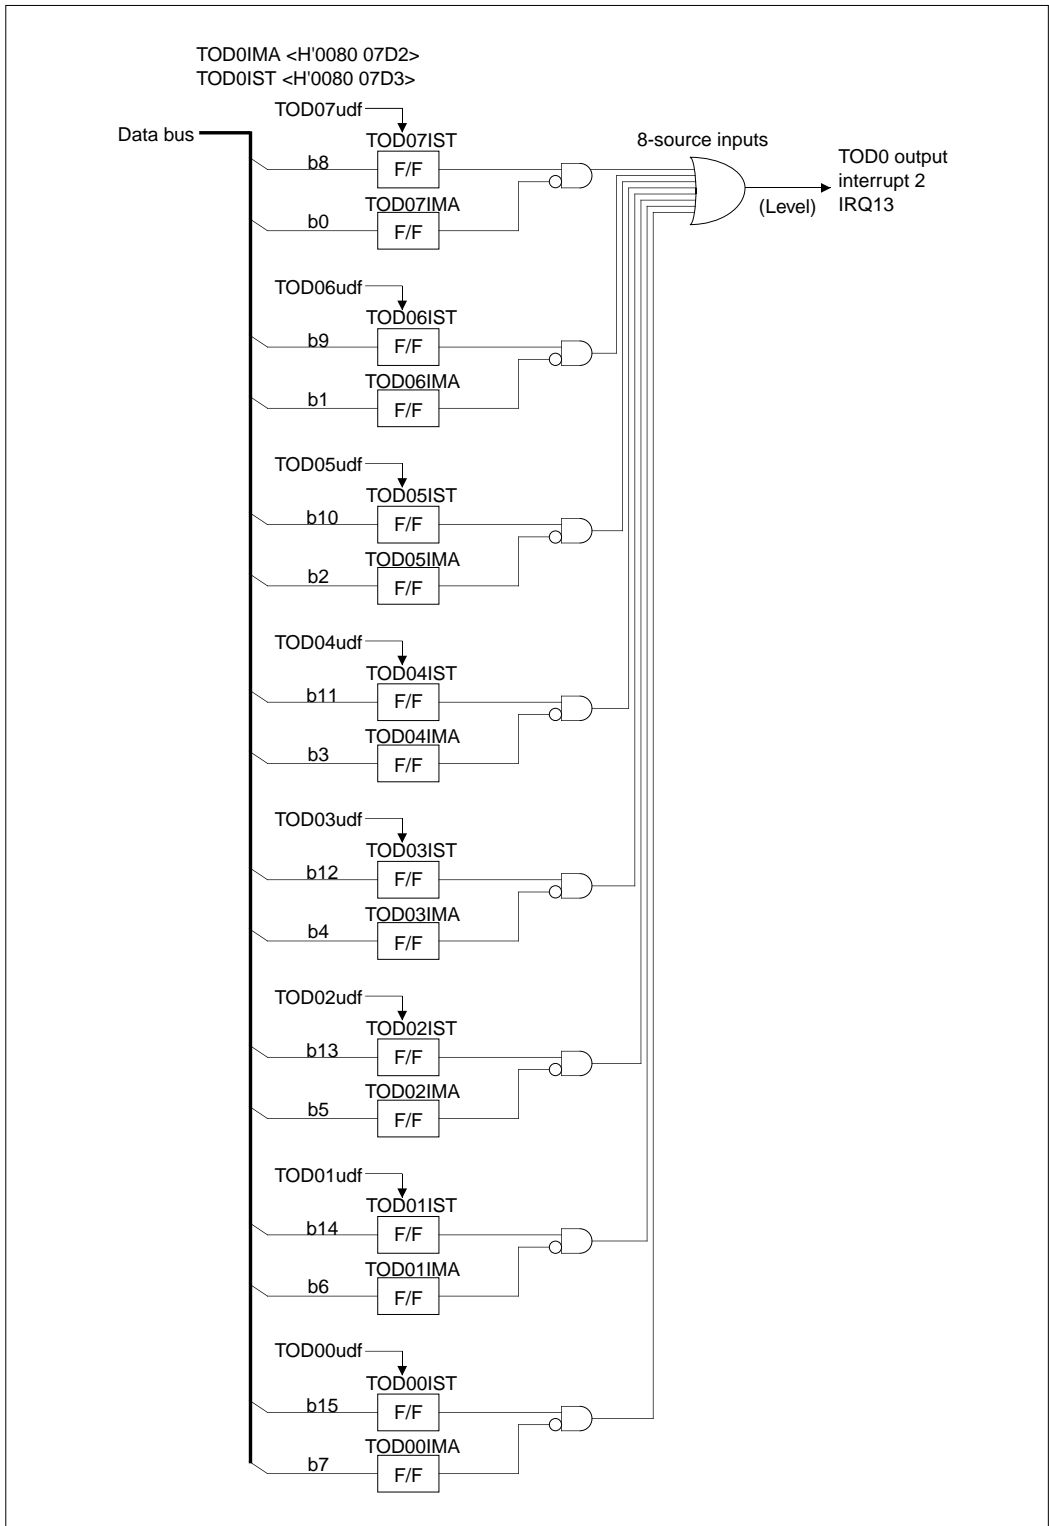 TOD0IMA <H'0080 07D2>
TOD0IST <H'0080 07D3>
TOD07udf
Data bus
TOD07IST
8-source inputs
b8
F/F
TOD0 output
interrupt 2
IRQ13
(Level)
TOD07IMA
b0
F/F
TOD06udf
TOD06IST
b9
F/F
TOD06IMA
b1
F/F
TOD05udf
TOD05IST
b10
F/F
TOD05IMA
b2
F/F
TOD04udf
TOD04IST
b11
F/F
TOD04IMA
b3
F/F
TOD03udf
TOD03IST
b12
F/F
TOD03IMA
b4
F/F
TOD02udf
TOD02IST
b13
F/F
TOD02IMA
b5
F/F
TOD01udf
TOD01IST
b14
F/F
TOD01IMA
b6
F/F
TOD00udf
TOD00IST
b15
F/F
TOD00IMA
b7
F/F